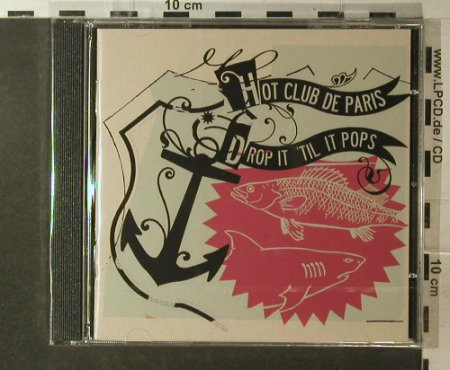 10 cm
HOT CLUB DE PARIS
DROP IT 'TIL IT POPS
www.LPCD.de / CD
10 cm